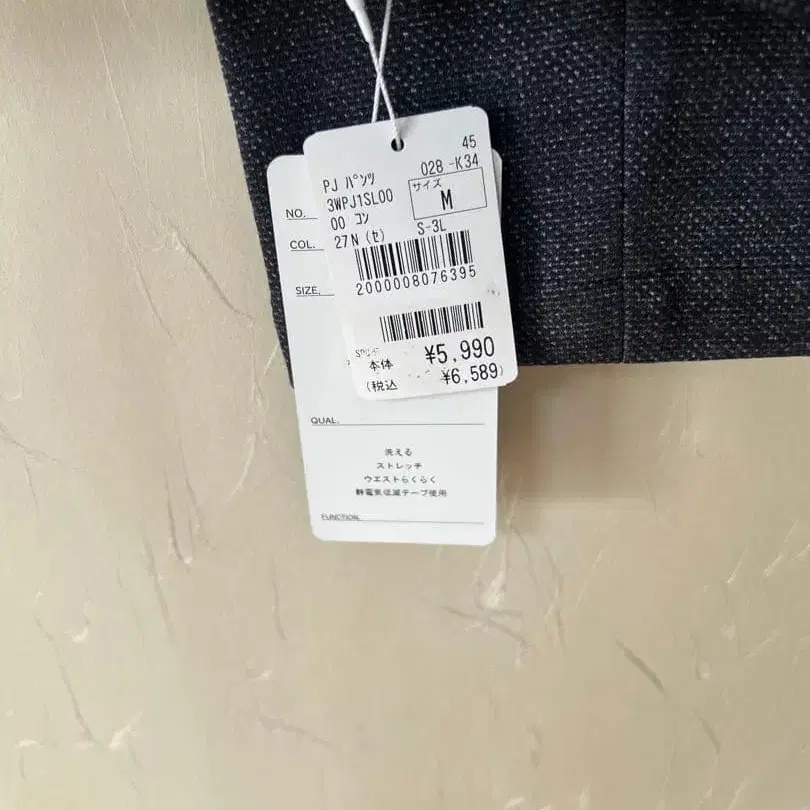 45
028 -K34
PJ ﾊﾟﾝﾂ
サイズ
3WPJ1SL00
M
00 ｺﾝ
S-3L
27N (ｾ)
2000008076395
本体 ¥5,990
(税込 ¥6,589)
NO.
COL.
SIZE.
QUAL.
洗える
ストレッチ
ウエストらくらく
静電気低減テープ使用
FUNCTION.